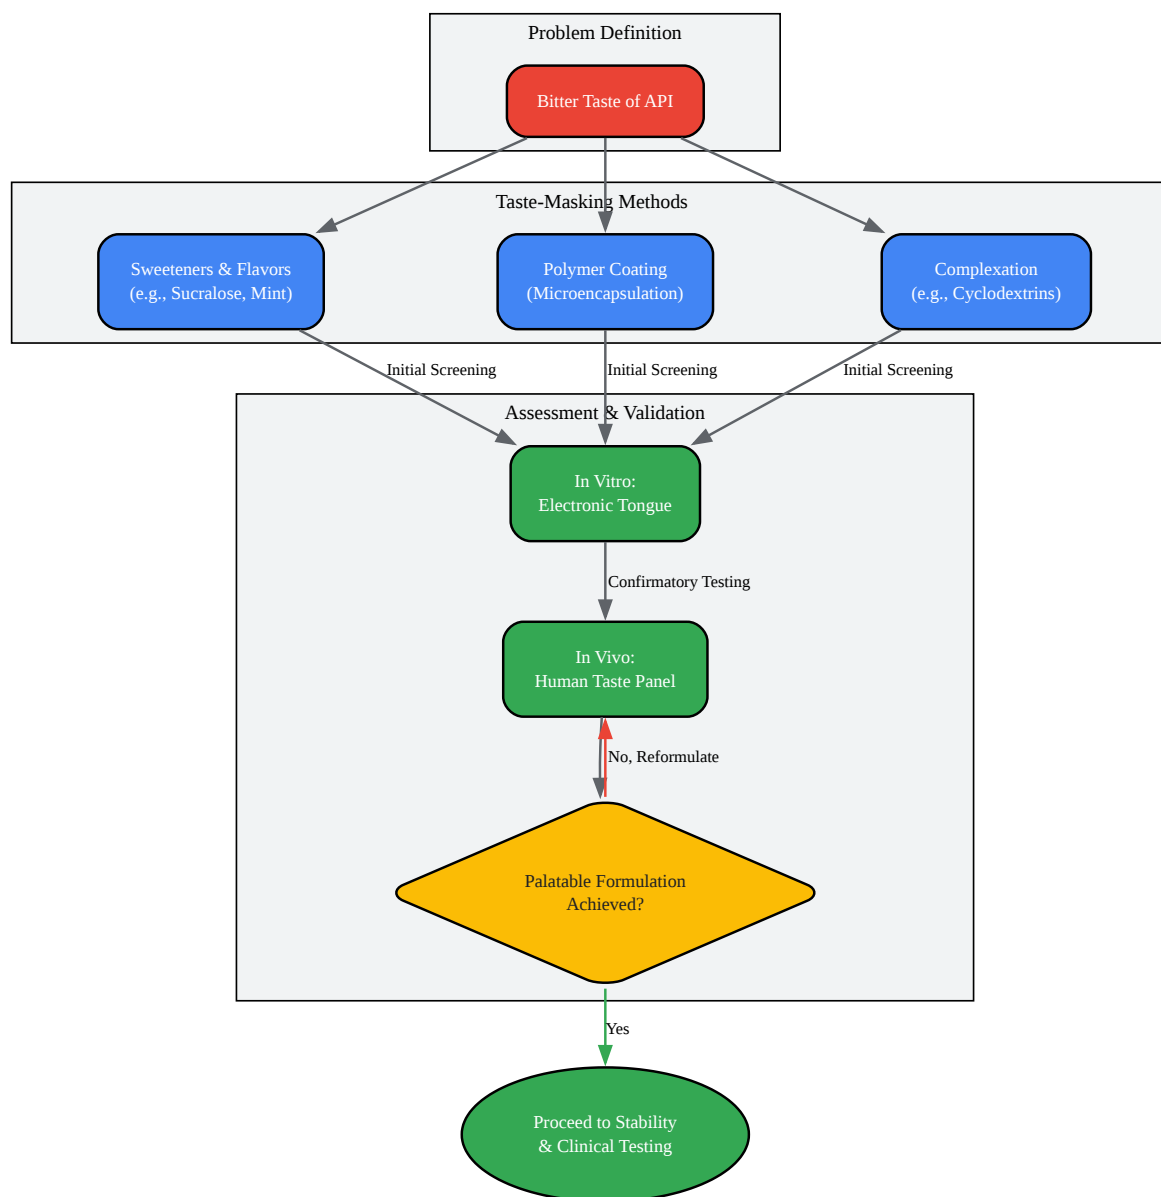 Problem Definition
Bitter Taste of API
Taste-Masking Methods
Sweeteners & Flavors
(e.g., Sucralose, Mint)
Polymer Coating
(Microencapsulation)
Complexation
(e.g., Cyclodextrins)
Initial Screening
Initial Screening
Initial Screening
Assessment & Validation
In Vitro:
Electronic Tongue
Confirmatory Testing
In Vivo:
Human Taste Panel
No, Reformulate
Palatable Formulation
Achieved?
Yes
Proceed to Stability
& Clinical Testing